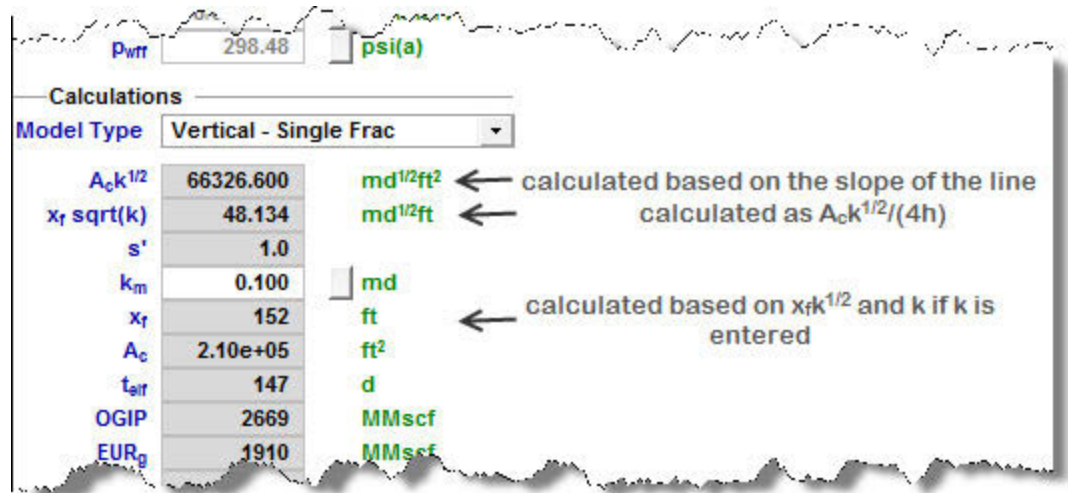 pwff 298.48 psi(a)
Calculations
Model Type Vertical - Single Frac
Ack1/2 66326.600 md1/2ft2 calculated based on the slope of the line
xf sqrt(k) 48.134 md1/2ft calculated as Ack1/2/(4h)
s' 1.0
km 0.100 md
xf 152 ft calculated based on xfk1/2 and k if k is
entered
Ac 2.10e+05 ft2
telf 147 d
OGIP 2669 MMscf
EURg 1910 MMscf